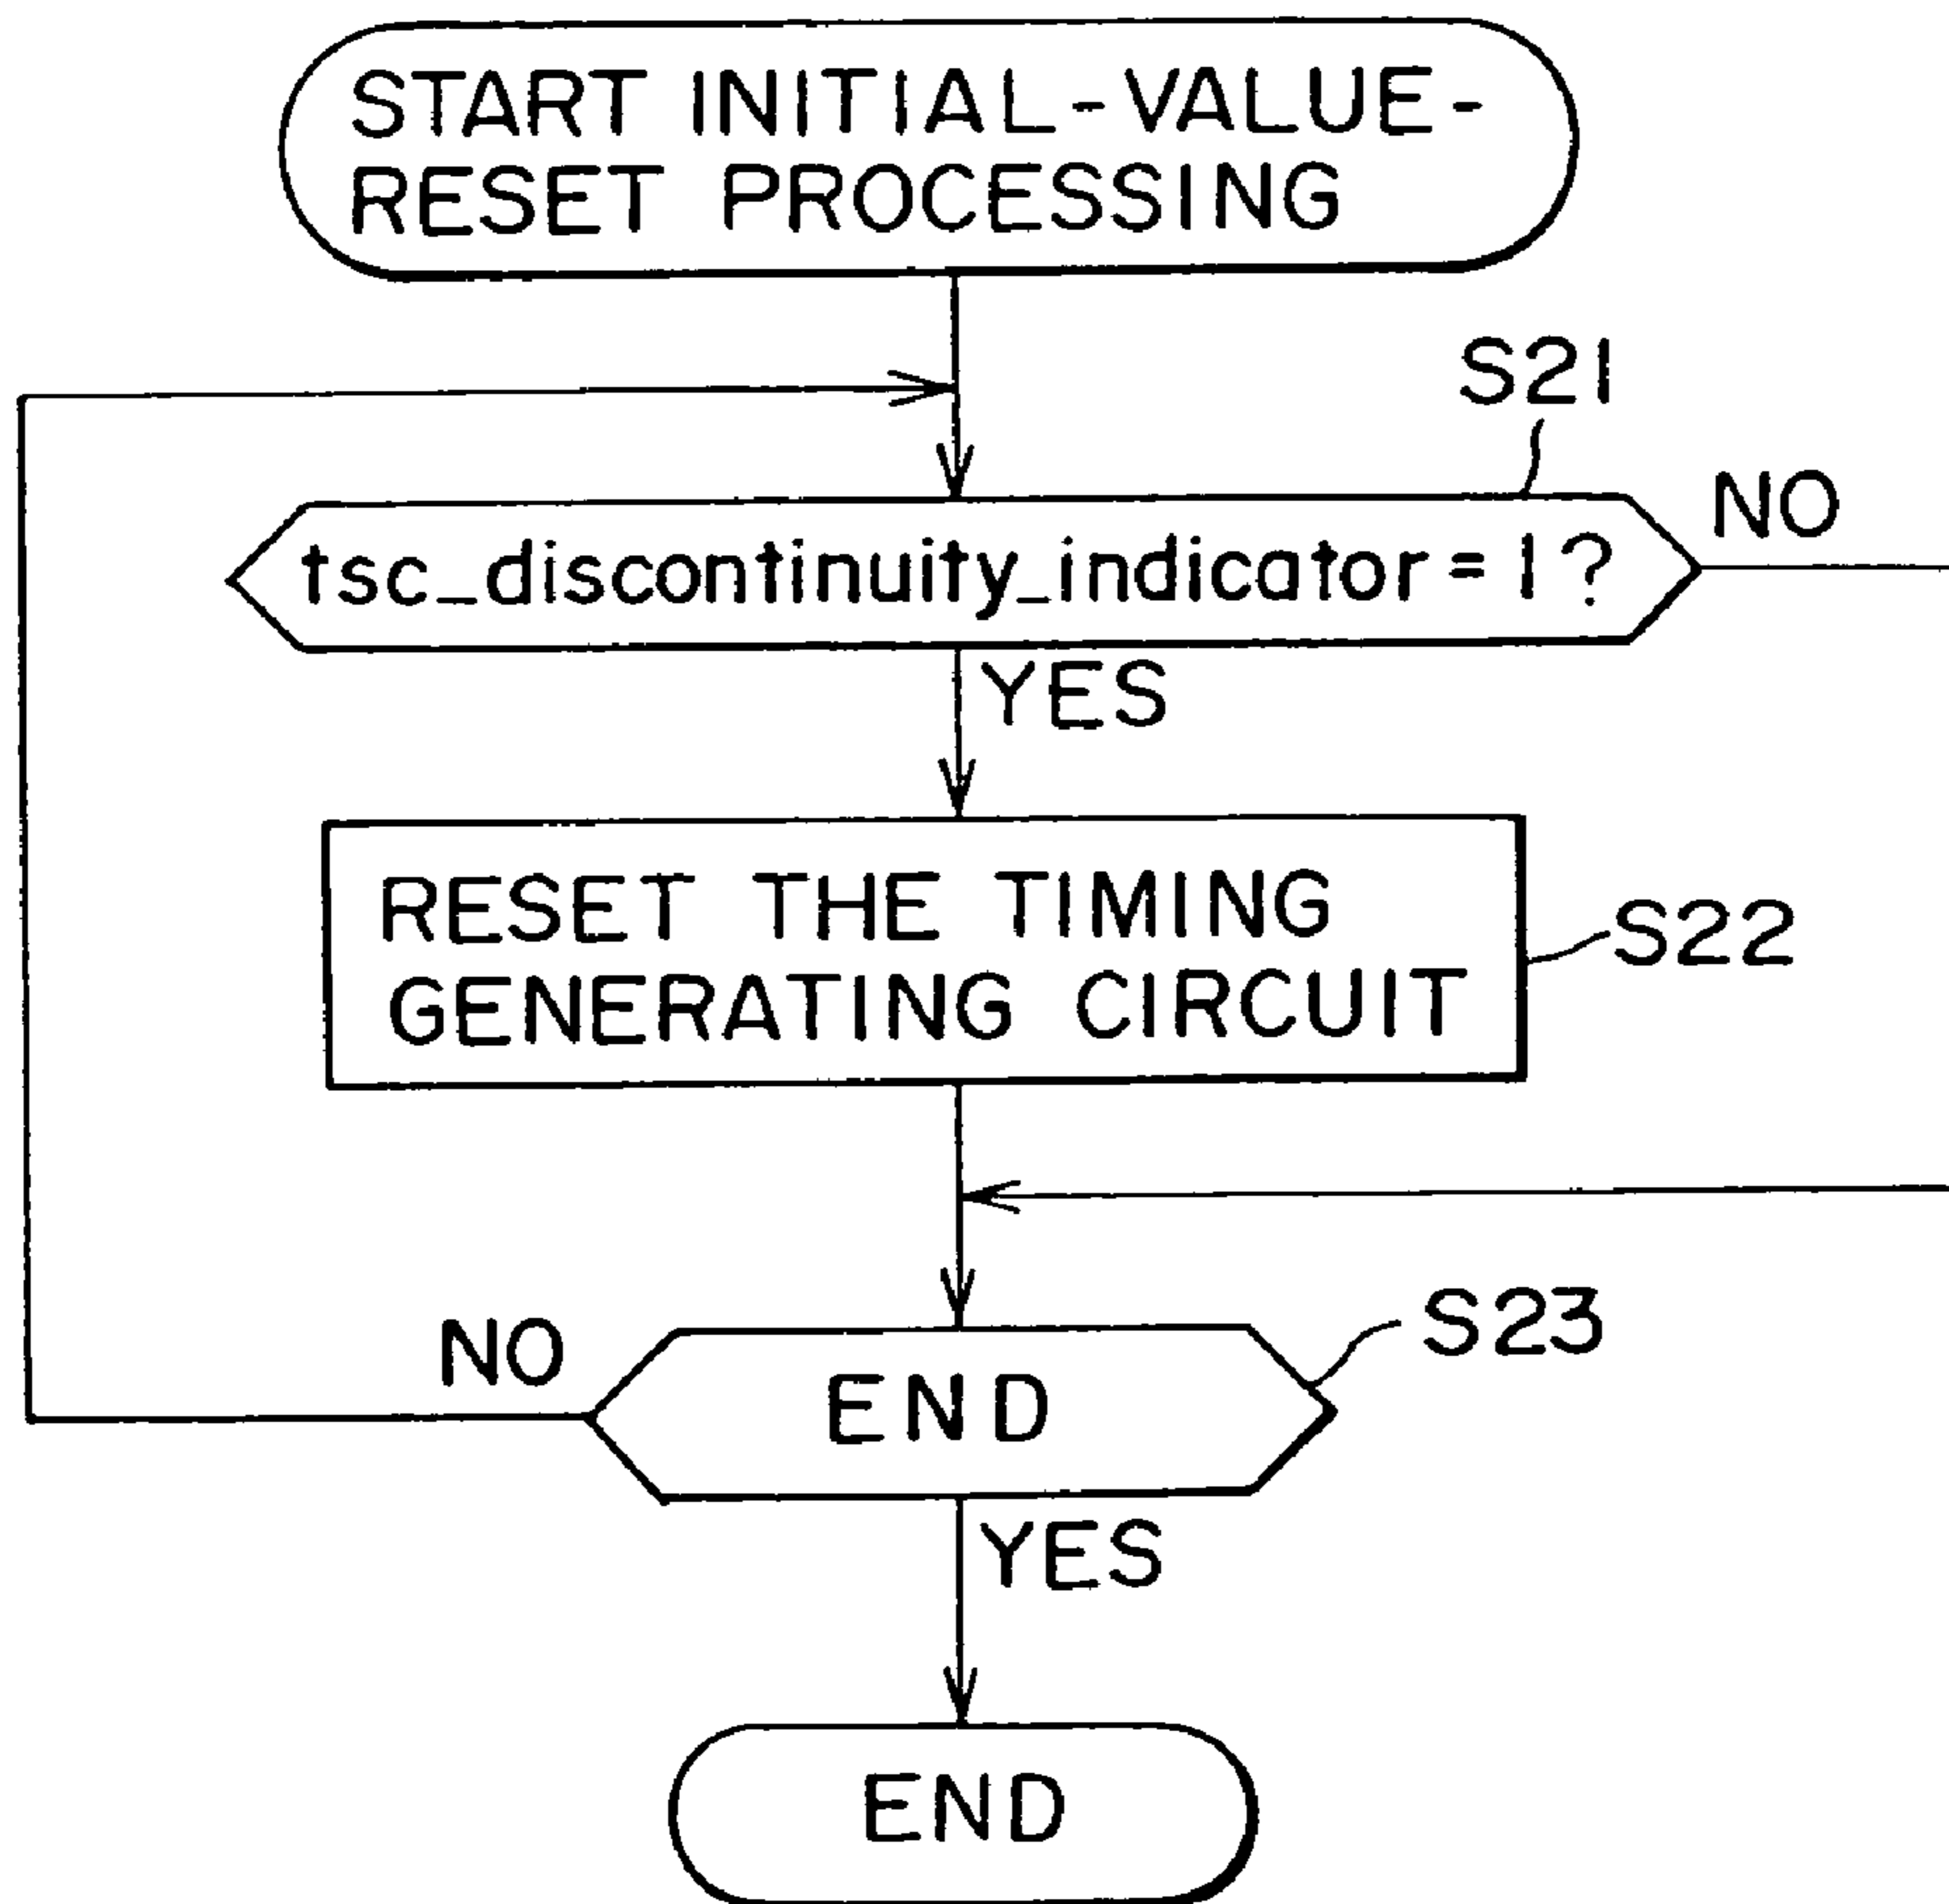 START INITIAL-VALUE-
RESET PROCESSING
S21
NO
tsc_discontinuity_indicator=1?
YES
RESET THE TIMING
GENERATING CIRCUIT
S22
S23
NO
END
YES
END